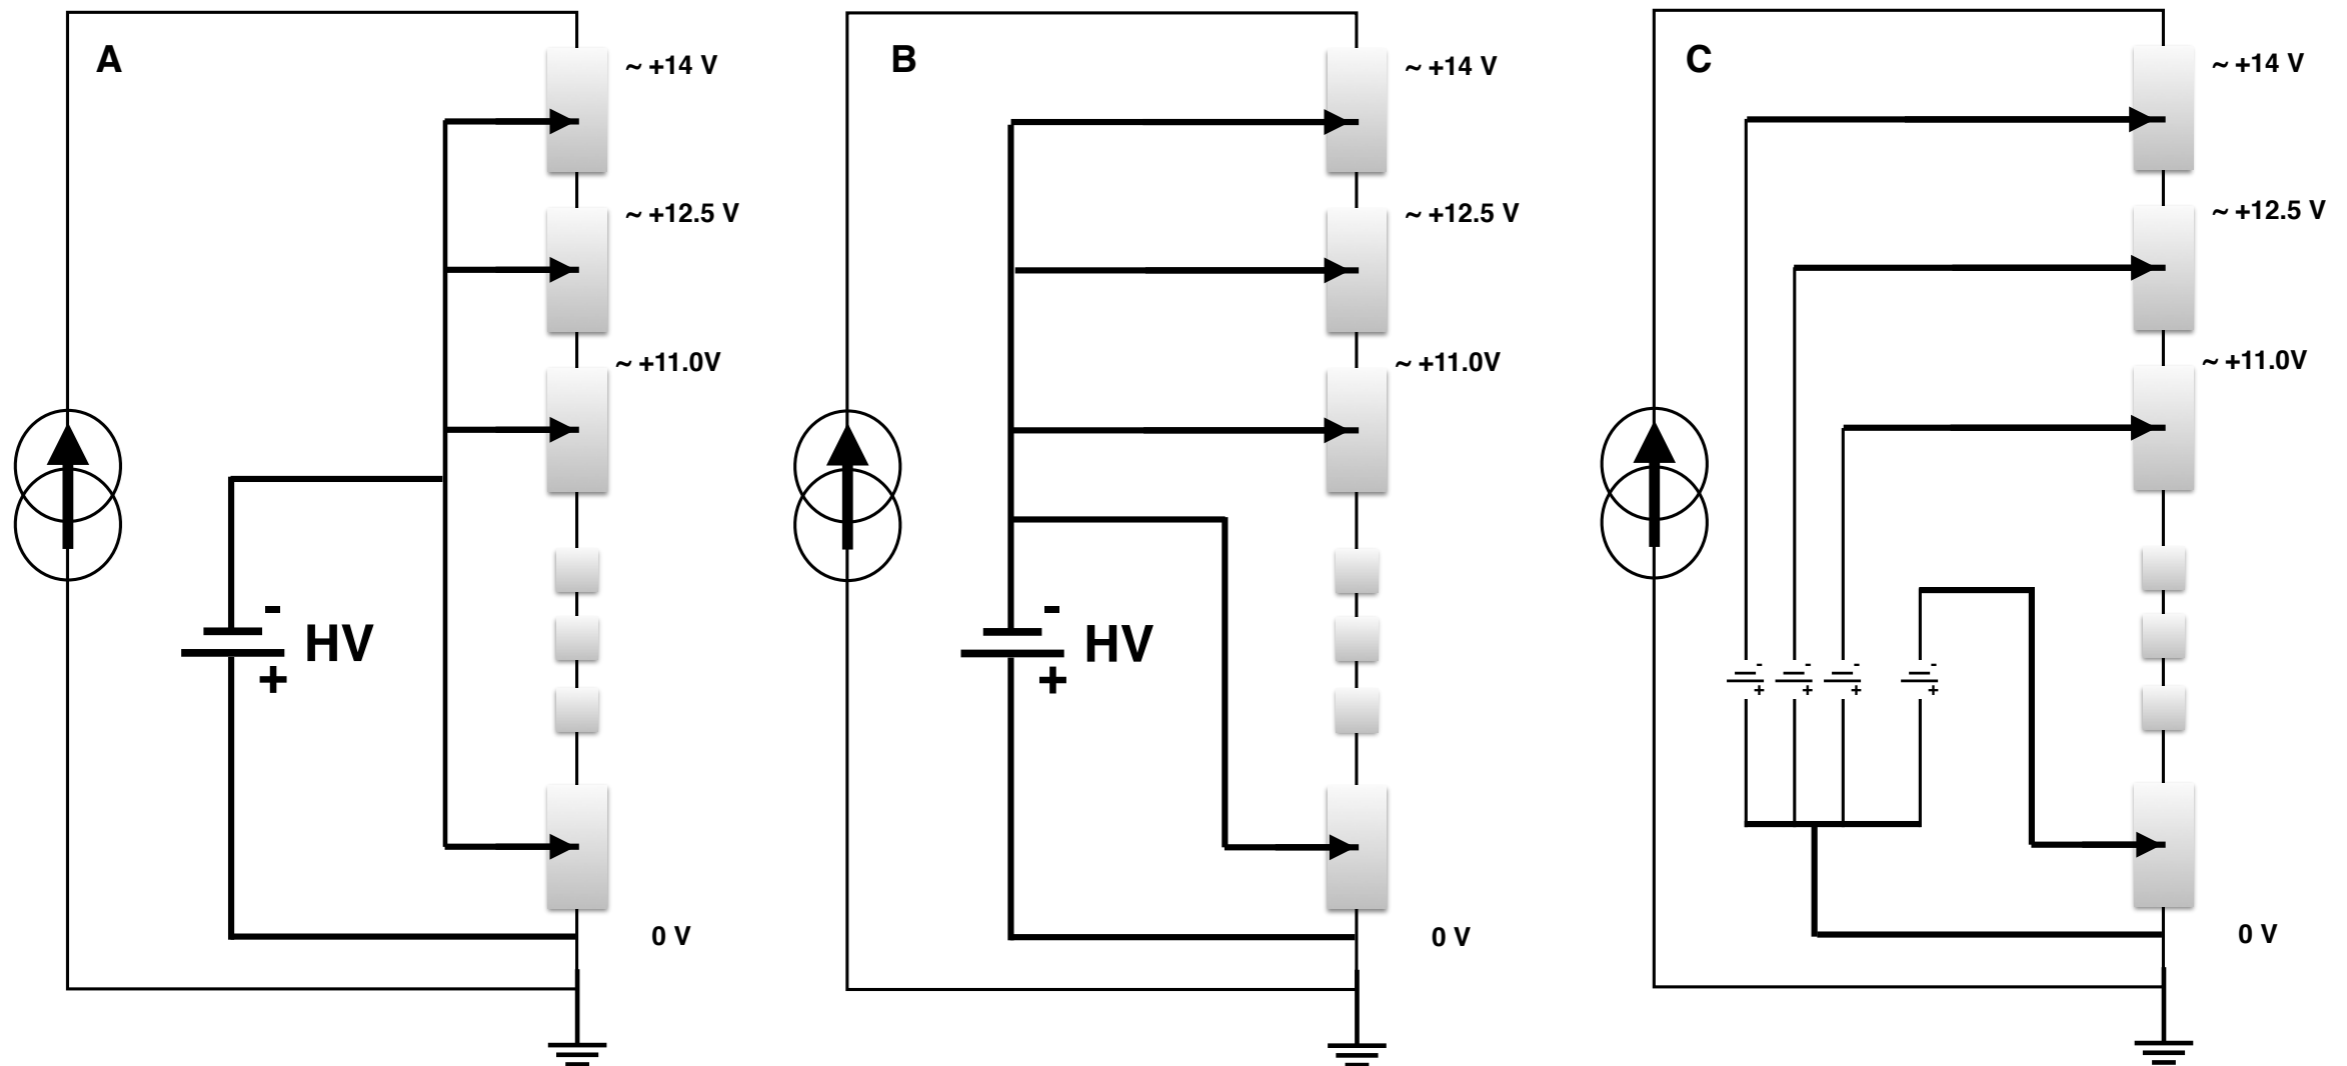 A
~ +14 V
~ +12.5 V
~ +11.0V
-
HV
+
0 V
B
~ +14 V
~ +12.5 V
~ +11.0V
-
HV
+
0 V
C
~ +14 V
~ +12.5 V
~ +11.0V
- - - -
+ + + +
0 V